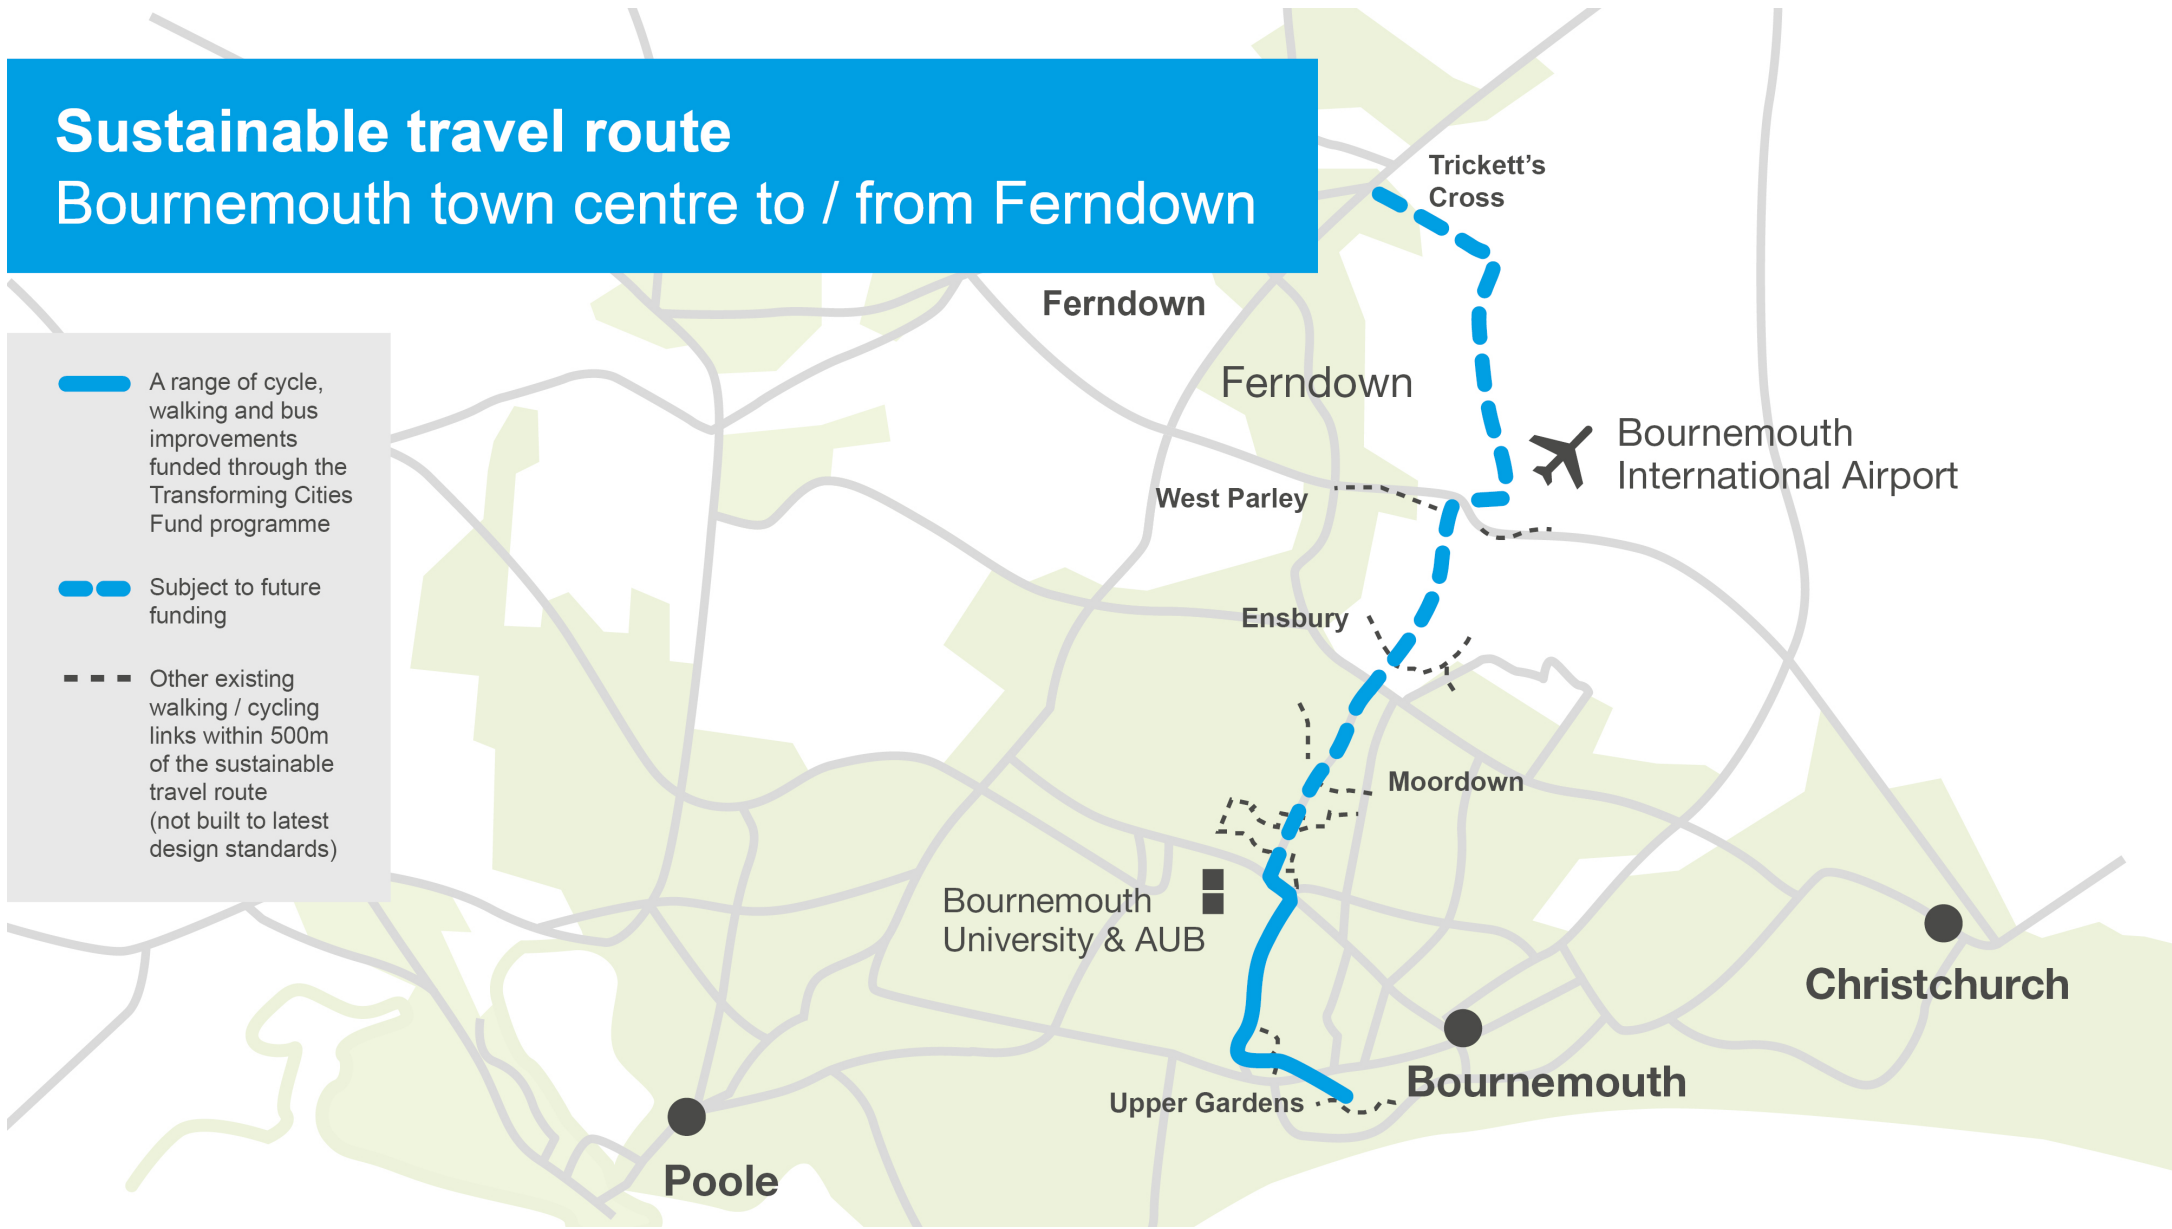 Sustainable travel route
Bournemouth town centre to / from Ferndown
A range of cycle,
walking and bus
improvements
funded through the
Transforming Cities
Fund programme
Subject to future
funding
Other existing
walking / cycling
links within 500m
of the sustainable
travel route
(not built to latest
design standards)
Trickett’s
Cross
Ferndown
Ferndown
Bournemouth
International Airport
West Parley
Ensbury
Moordown
Bournemouth
University & AUB
Christchurch
Bournemouth
Upper Gardens
Poole